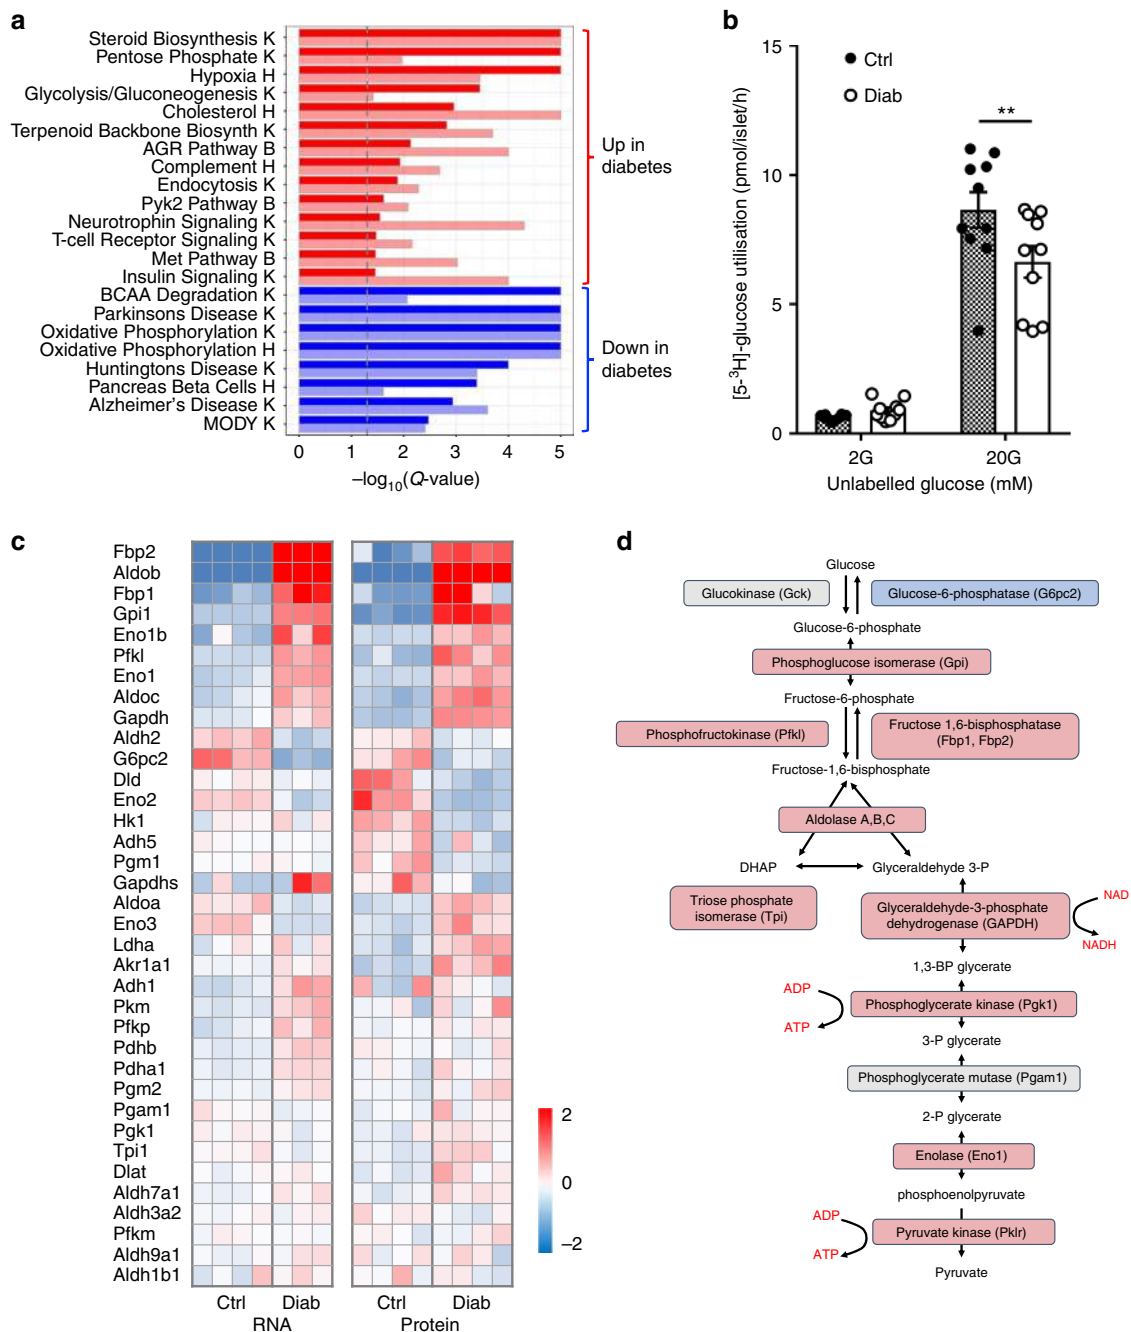 a
Steroid Biosynthesis K
Pentose Phosphate K
Hypoxia H
Glycolysis/Gluconeogenesis K
Cholesterol H
Terpenoid Backbone Biosynth K
AGR Pathway B
Complement H
Endocytosis K
Pyk2 Pathway B
Neurotrophin Signaling K
T-cell Receptor Signaling K
Met Pathway B
Insulin Signaling K
BCAA Degradation K
Parkinsons Disease K
Oxidative Phosphorylation K
Oxidative Phosphorylation H
Huntingtons Disease K
Pancreas Beta Cells H
Alzheimer's Disease K
MODY K
0 1 2 3 4 5
–log10(Q-value)
Up in
diabetes
Down in
diabetes
b
[5-³H]-glucose utilisation (pmol/islet/h)
15
10
5
0
Ctrl
Diab
**
2G 20G
Unlabelled glucose (mM)
c
Fbp2
Aldob
Fbp1
Gpi1
Eno1b
Pfkl
Eno1
Aldoc
Gapdh
Aldh2
G6pc2
Dld
Eno2
Hk1
Adh5
Pgm1
Gapdhs
Aldoa
Eno3
Ldha
Akr1a1
Adh1
Pkm
Pfkp
Pdhb
Pdha1
Pgm2
Pgam1
Pgk1
Tpi1
Dlat
Aldh7a1
Aldh3a2
Pfkm
Aldh9a1
Aldh1b1
Ctrl Diab Ctrl Diab
RNA Protein
2
0
–2
d
Glucose
Glucokinase (Gck)
Glucose-6-phosphatase (G6pc2)
Glucose-6-phosphate
Phosphoglucose isomerase (Gpi)
Fructose-6-phosphate
Phosphofructokinase (Pfkl)
Fructose 1,6-bisphosphatase
(Fbp1, Fbp2)
Fructose-1,6-bisphosphate
Aldolase A,B,C
DHAP
Glyceraldehyde 3-P
Triose phosphate
isomerase (Tpi)
Glyceraldehyde-3-phosphate
dehydrogenase (GAPDH)
NAD
NADH
1,3-BP glycerate
ADP
Phosphoglycerate kinase (Pgk1)
ATP
3-P glycerate
Phosphoglycerate mutase (Pgam1)
2-P glycerate
Enolase (Eno1)
phosphoenolpyruvate
ADP
Pyruvate kinase (Pklr)
ATP
Pyruvate